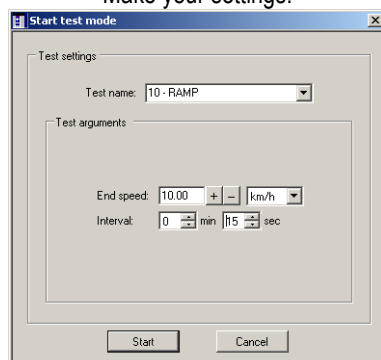 Make your settings:
Start test mode
Test settings
Test name: 10 - RAMP
Test arguments
End speed: 10.00 + - km/h
Interval: 0 min 15 sec
Start Cancel